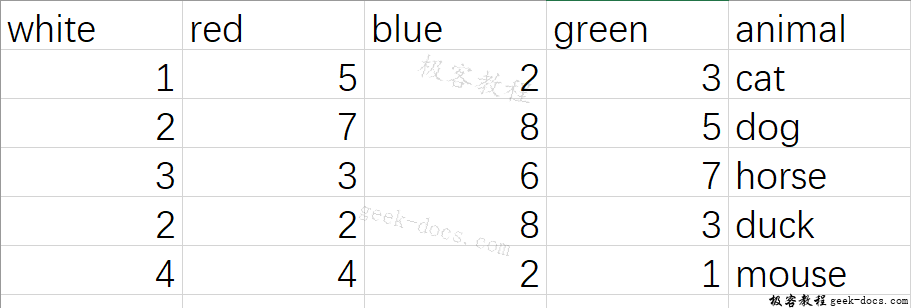 white red blue green animal
1 5 2 3 cat
2 7 8 5 dog
3 3 6 7 horse
2 2 8 3 duck
4 4 2 1 mouse
极客教程
geek-docs.com
极客教程 geek-docs.com